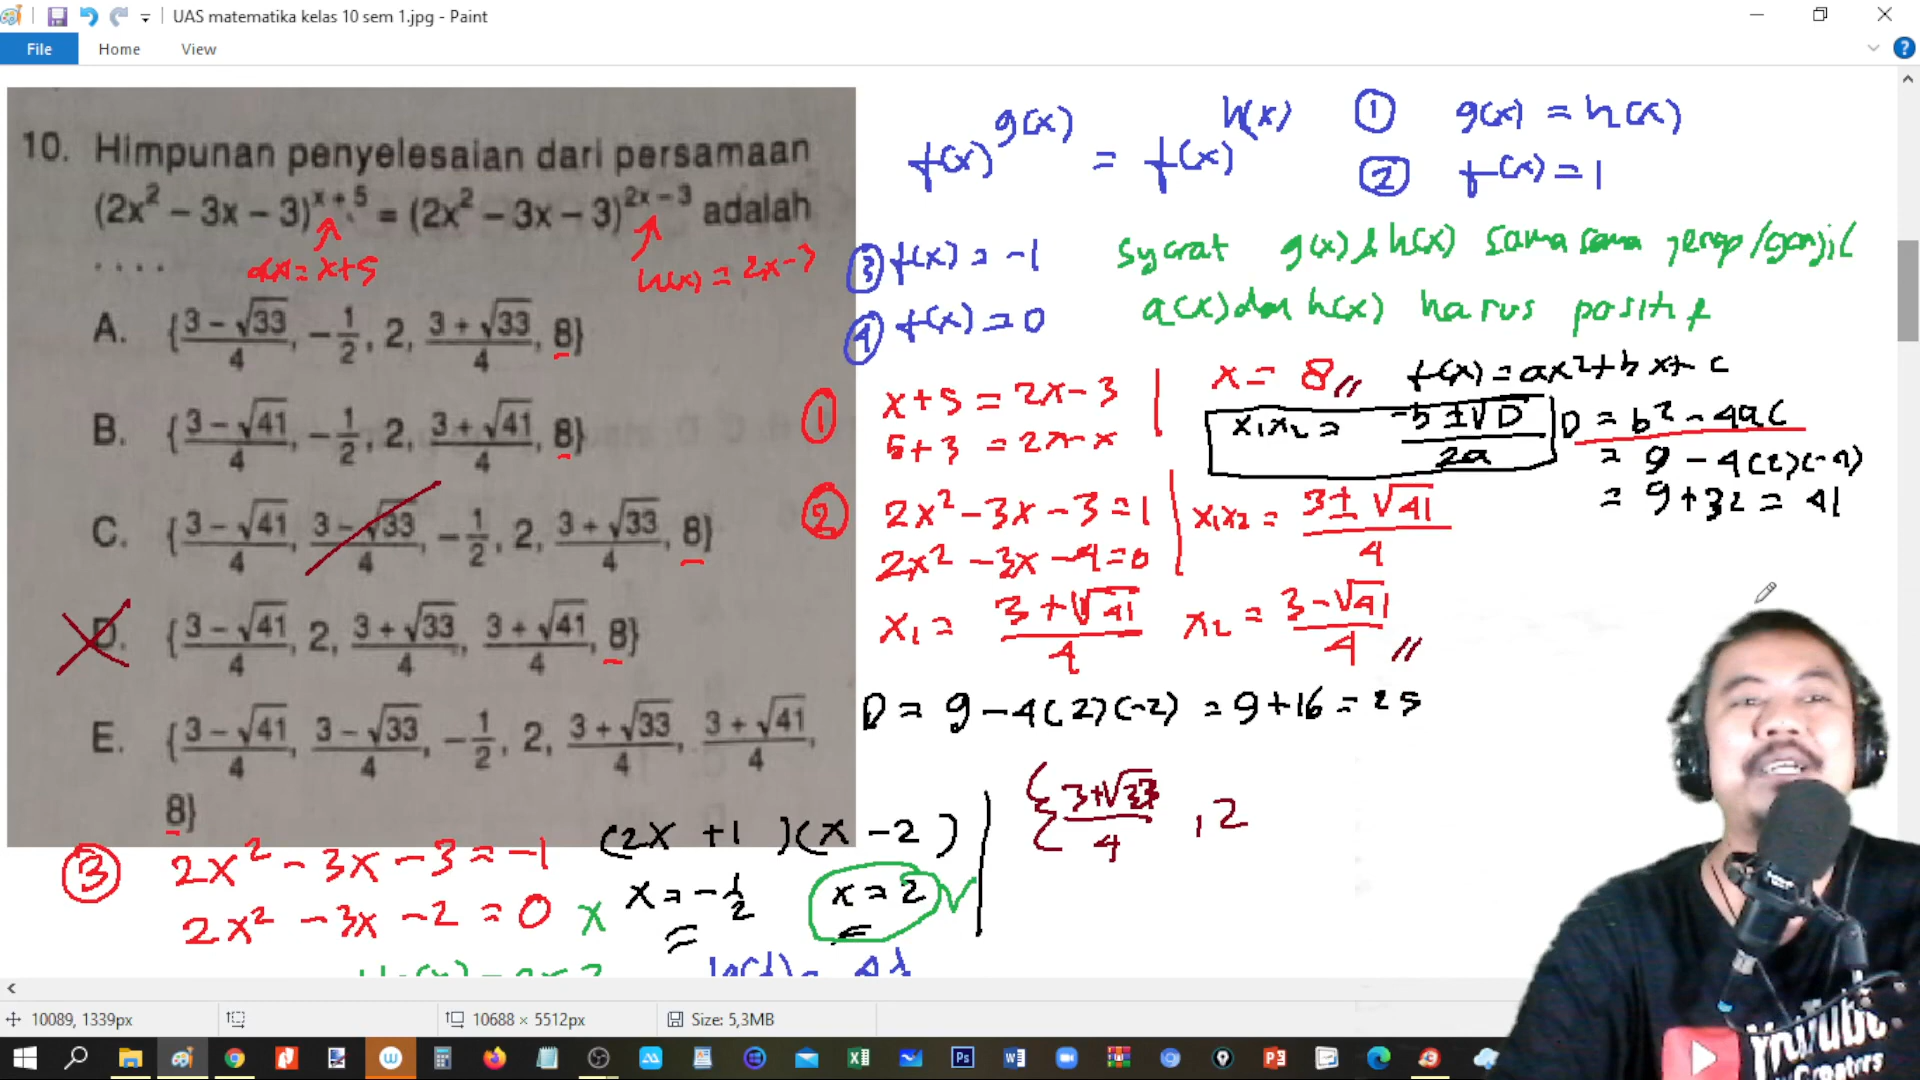 UAS matematika kelas 10 sem 1.jpg - Paint
File Home View
10. Himpunan penyelesaian dari persamaan
(2x² − 3x − 3)^(x + 5) = (2x² − 3x − 3)^(2x − 3) adalah
. . . .
g(x) = x+5
h(x) = 2x-3
A. {(3 − √33)/4, −1/2, 2, (3 + √33)/4, 8}
B. {(3 − √41)/4, −1/2, 2, (3 + √41)/4, 8}
C. {(3 − √41)/4, (3 − √33)/4, −1/2, 2, (3 + √33)/4, 8}
D. {(3 − √41)/4, 2, (3 + √33)/4, (3 + √41)/4, 8}
E. {(3 − √41)/4, (3 − √33)/4, −1/2, 2, (3 + √33)/4, (3 + √41)/4,
8}
f(x)^g(x) = f(x)^h(x)
① g(x) = h(x)
② f(x) = 1
③ f(x) = -1 syarat g(x) & h(x) sama sama genap/ganjil
④ f(x) = 0 g(x) dan h(x) harus positif
① x+5 = 2x-3
5+3 = 2x-x
x = 8
f(x) = ax²+bx+c
x₁x₂ = (-b ± √D)/2a
D = b² - 4ac
= 9 - 4(2)(-4)
= 9+32 = 41
② 2x² - 3x - 3 = 1
2x² - 3x - 4 = 0
x₁x₂ = (3 ± √41)/4
x₁ = (3 + √41)/4 x₂ = (3 - √41)/4
D = 9 - 4(2)(-2) = 9+16 = 25
③ 2x² - 3x - 3 = -1
2x² - 3x - 2 = 0
(2x +1 )(x - 2 )
x x = -1/2 x = 2
{(3+√33)/4 , 2
10089, 1339px
10688 × 5512px
Size: 5,3MB
YouTube
Creators